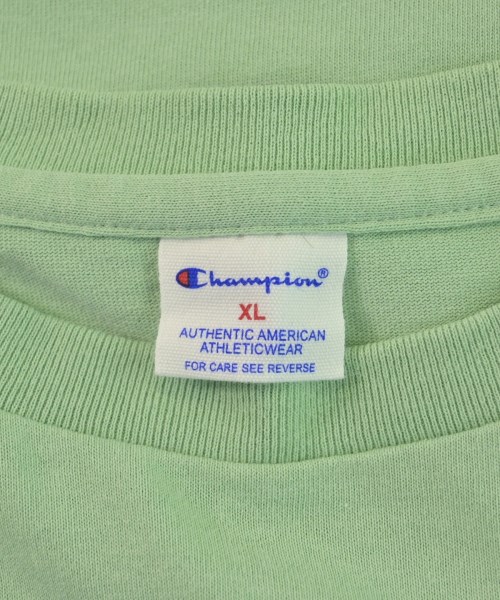 Champion®
XL
AUTHENTIC AMERICAN
ATHLETICWEAR
FOR CARE SEE REVERSE